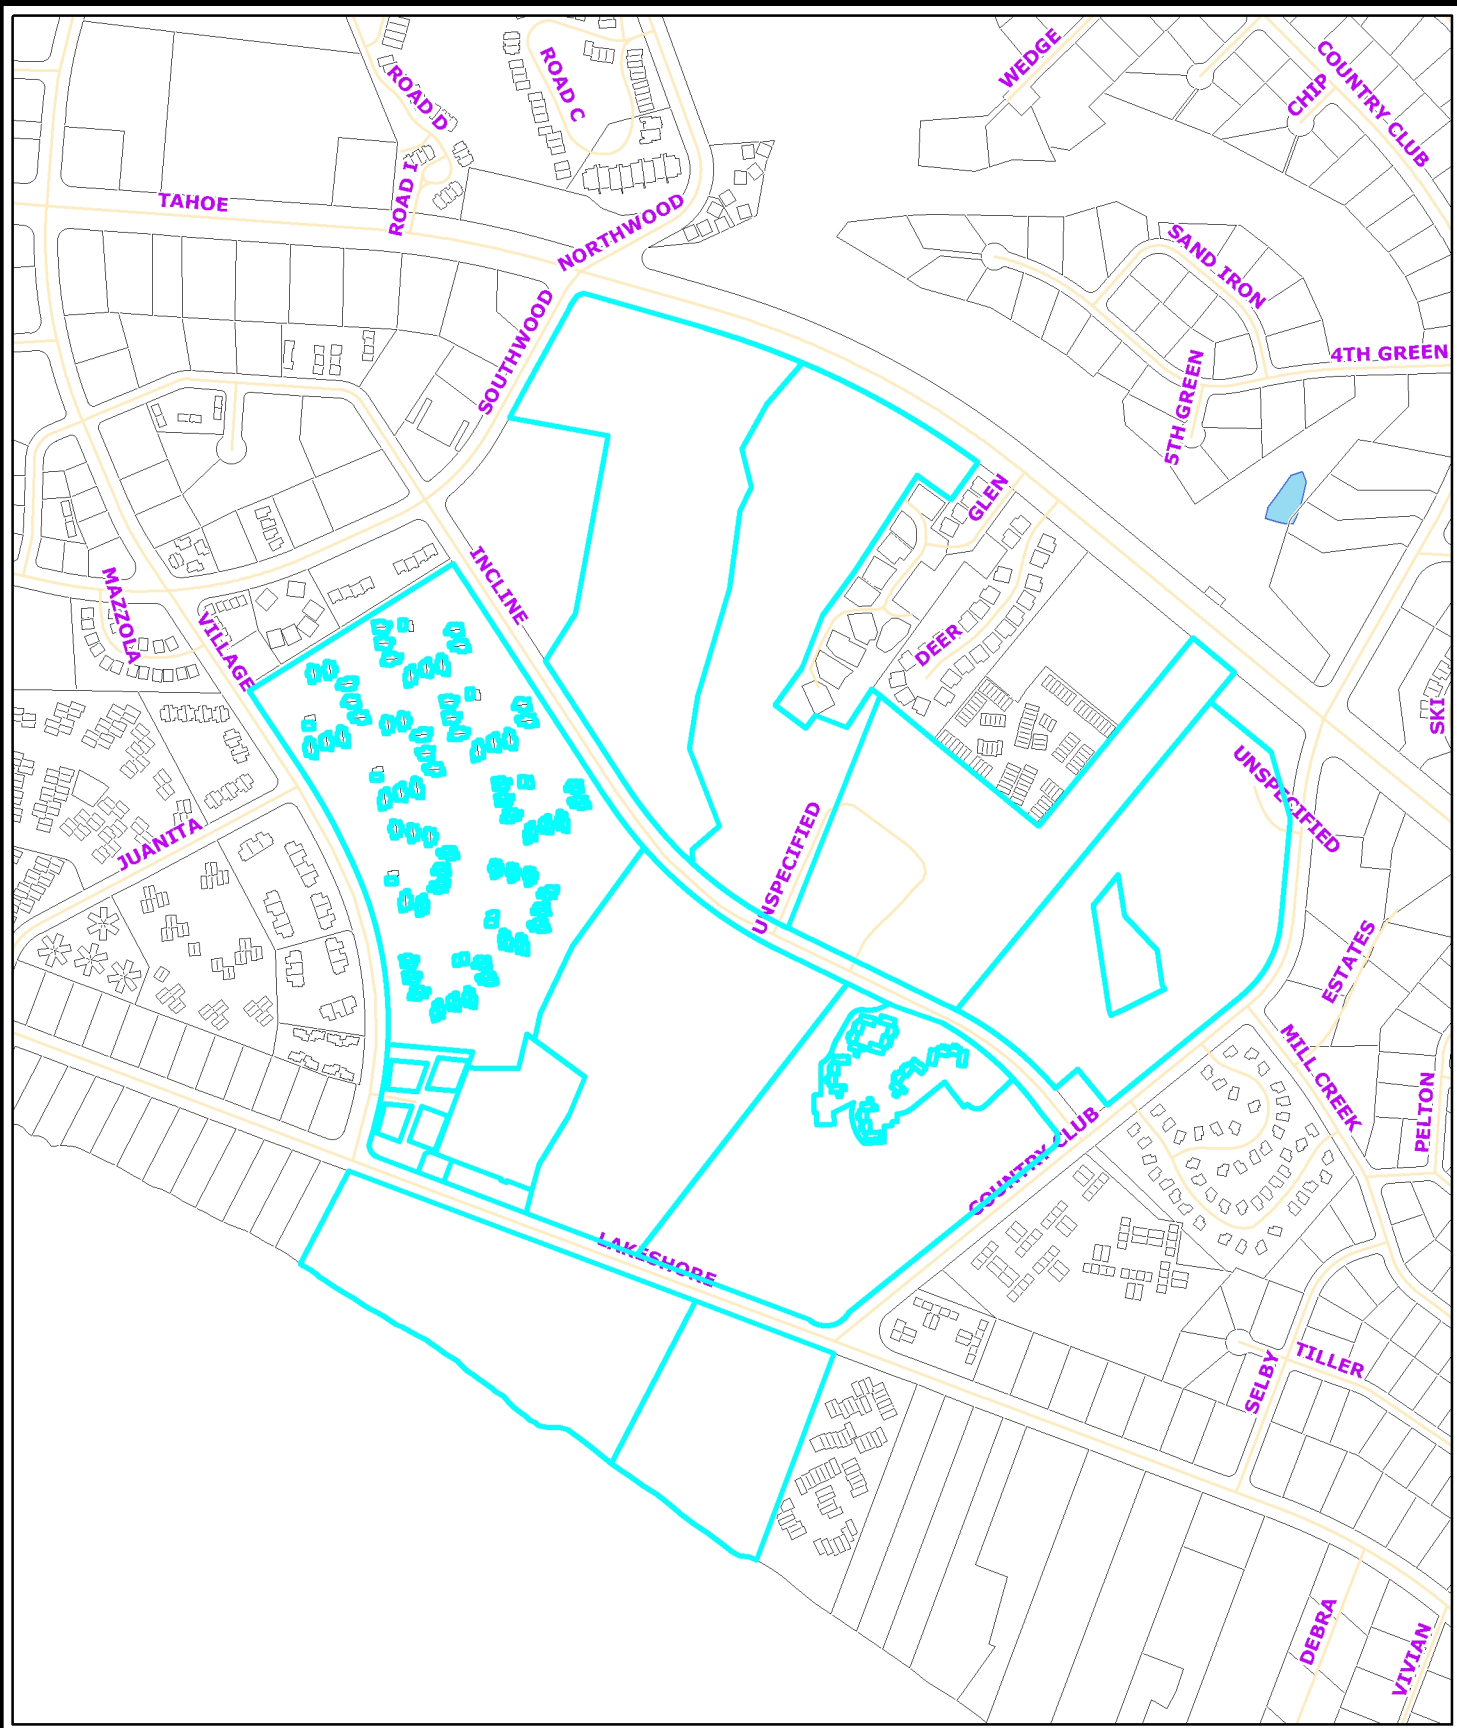 WEDGE
COUNTRY CLUB
CHIP
ROAD D
ROAD C
ROAD I
TAHOE
NORTHWOOD
SAND IRON
SOUTHWOOD
4TH GREEN
5TH GREEN
GLEN
INCLINE
MAZZOLA
VILLAGE
DEER
SKI
UNSPECIFIED
UNSPECIFIED
JUANITA
ESTATES
MILL CREEK
PELTON
COUNTRY CLUB
LAKESHORE
TILLER
SELBY
DEBRA
VIVIAN